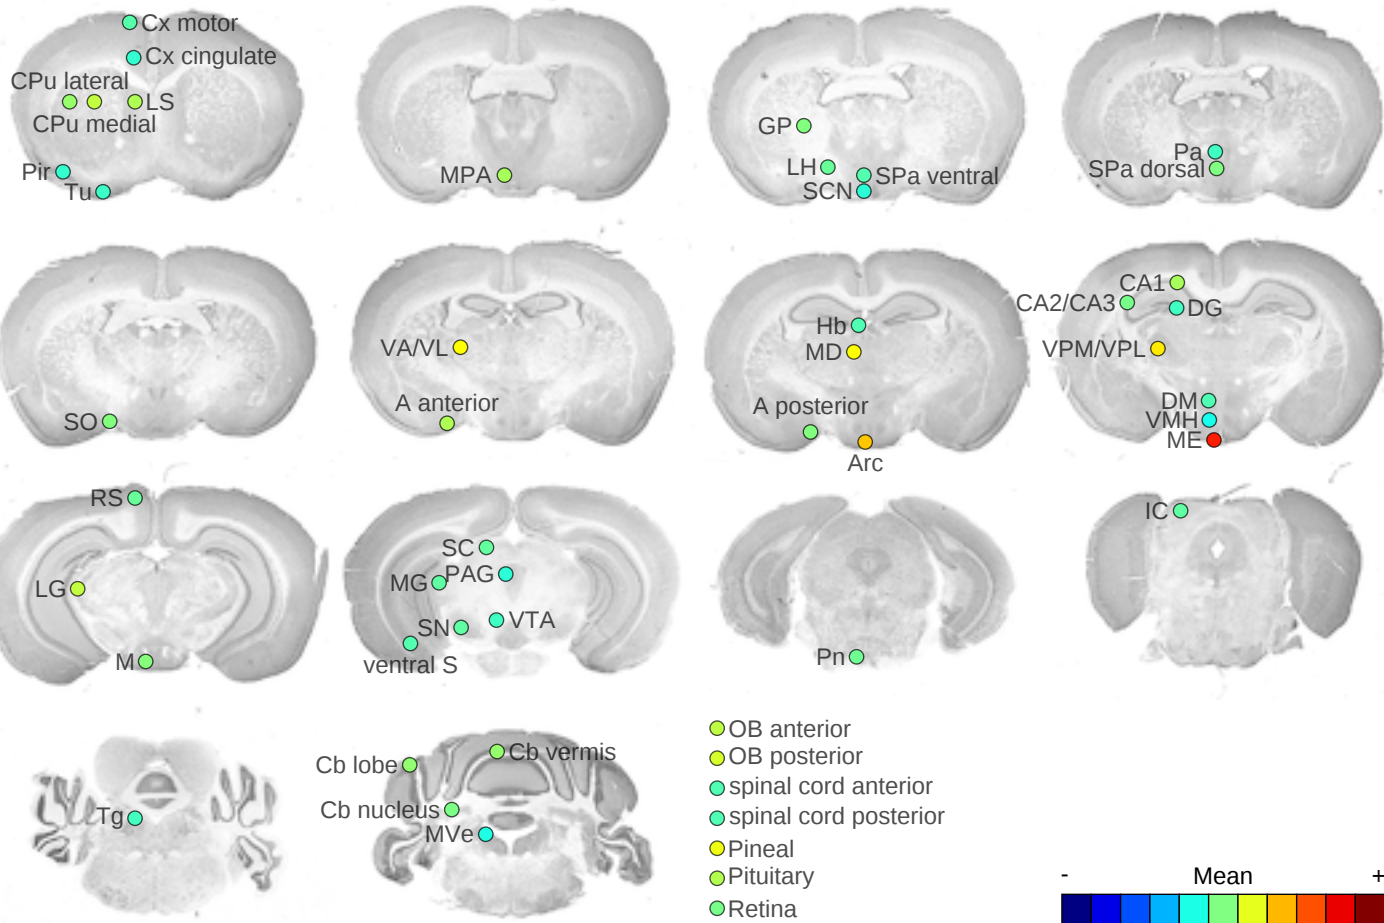 Cx motor
Cx cingulate
CPu lateral
LS
CPu medial
Pir
Tu
MPA
GP
LH
SPa ventral
SCN
Pa
SPa dorsal
SO
VA/VL
A anterior
Hb
MD
A posterior
Arc
CA1
CA2/CA3
DG
VPM/VPL
DM
VMH
ME
RS
LG
M
SC
MG
PAG
SN
VTA
ventral S
Pn
IC
Tg
Cb lobe
Cb vermis
Cb nucleus
MVe
OB anterior
OB posterior
spinal cord anterior
spinal cord posterior
Pineal
Pituitary
Retina
- Mean +